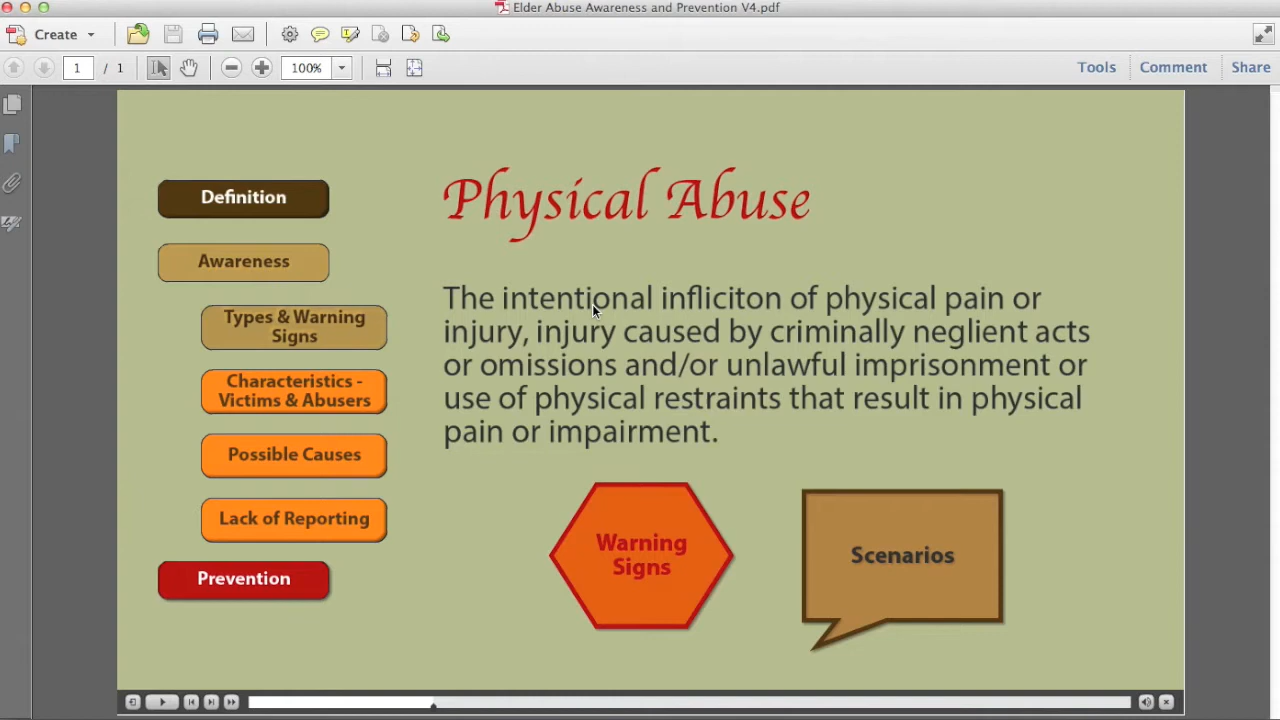 Elder Abuse Awareness and Prevention V4.pdf
Create
1 / 1
100%
Tools Comment Share
Physical Abuse
Definition
Awareness
Types & Warning
Signs
Characteristics -
Victims & Abusers
Possible Causes
Lack of Reporting
Prevention
The intentional infliciton of physical pain or
injury, injury caused by criminally neglient acts
or omissions and/or unlawful imprisonment or
use of physical restraints that result in physical
pain or impairment.
Warning
Signs
Scenarios